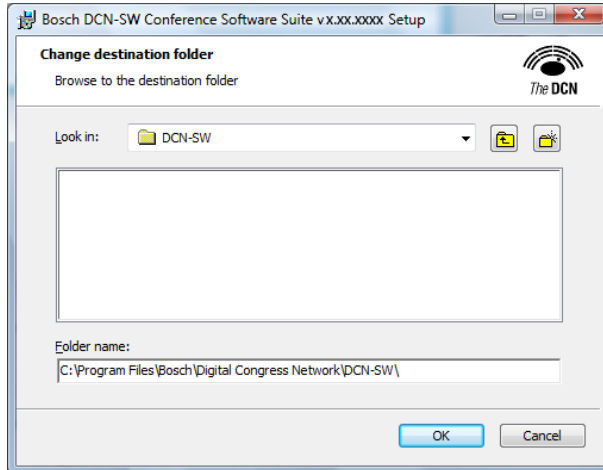 Bosch DCN-SW Conference Software Suite vx.xx.xxxx Setup
Change destination folder
Browse to the destination folder
The DCN
Look in:
DCN-SW
Folder name:
C:\Program Files\Bosch\Digital Congress Network\DCN-SW\
OK
Cancel